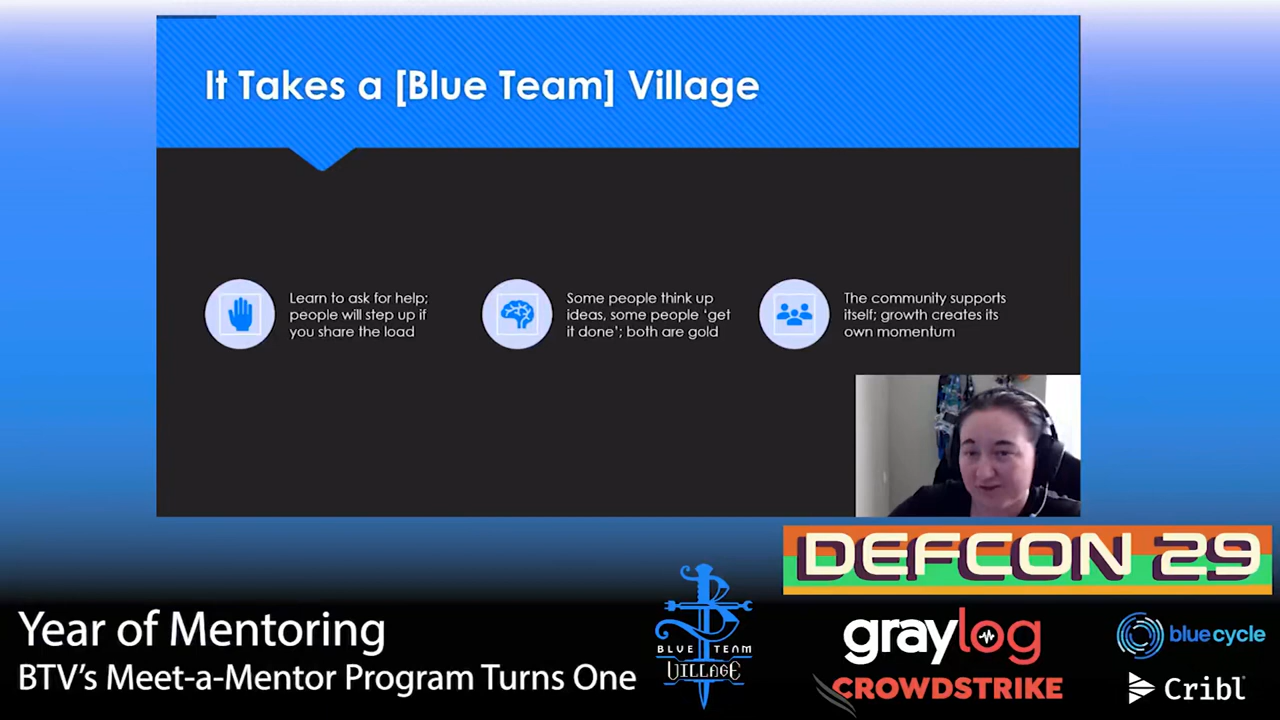 It Takes a [Blue Team] Village
Learn to ask for help;
people will step up if
you share the load
Some people think up
ideas, some people ‘get
it done’; both are gold
The community supports
itself; growth creates its
own momentum
DEFCON 29
Year of Mentoring
BTV's Meet-a-Mentor Program Turns One
BLUE TEAM
VILLAGE
graylog
CROWDSTRIKE
bluecycle
Cribl